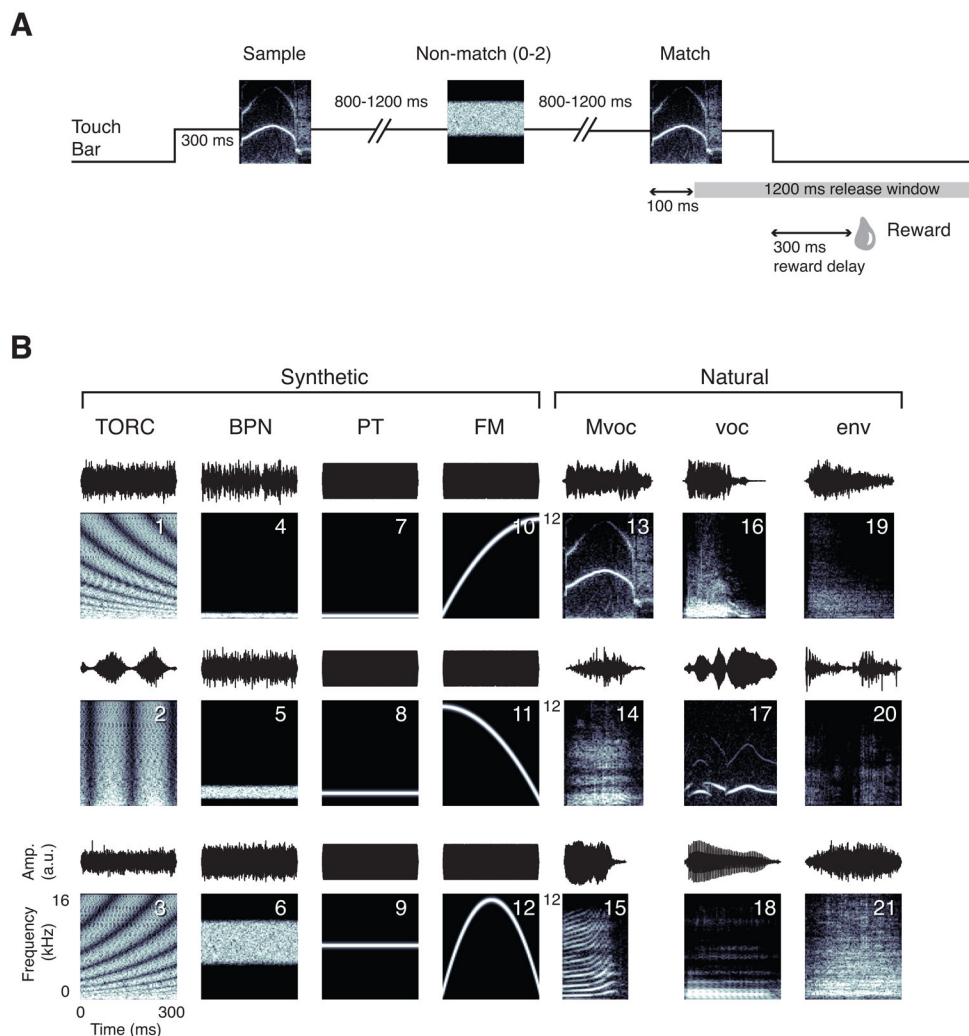 A
Sample
Non-match (0-2)
Match
800-1200 ms
800-1200 ms
Touch
Bar
300 ms
1200 ms release window
100 ms
Reward
300 ms
reward delay
B
Synthetic
Natural
TORC
BPN
PT
FM
Mvoc
voc
env
1
4
7
10
12
13
16
19
2
5
8
11
12
14
17
20
Amp.
(a.u.)
Frequency
(kHz)
16
0
3
6
9
12
12
15
18
21
0
300
Time (ms)